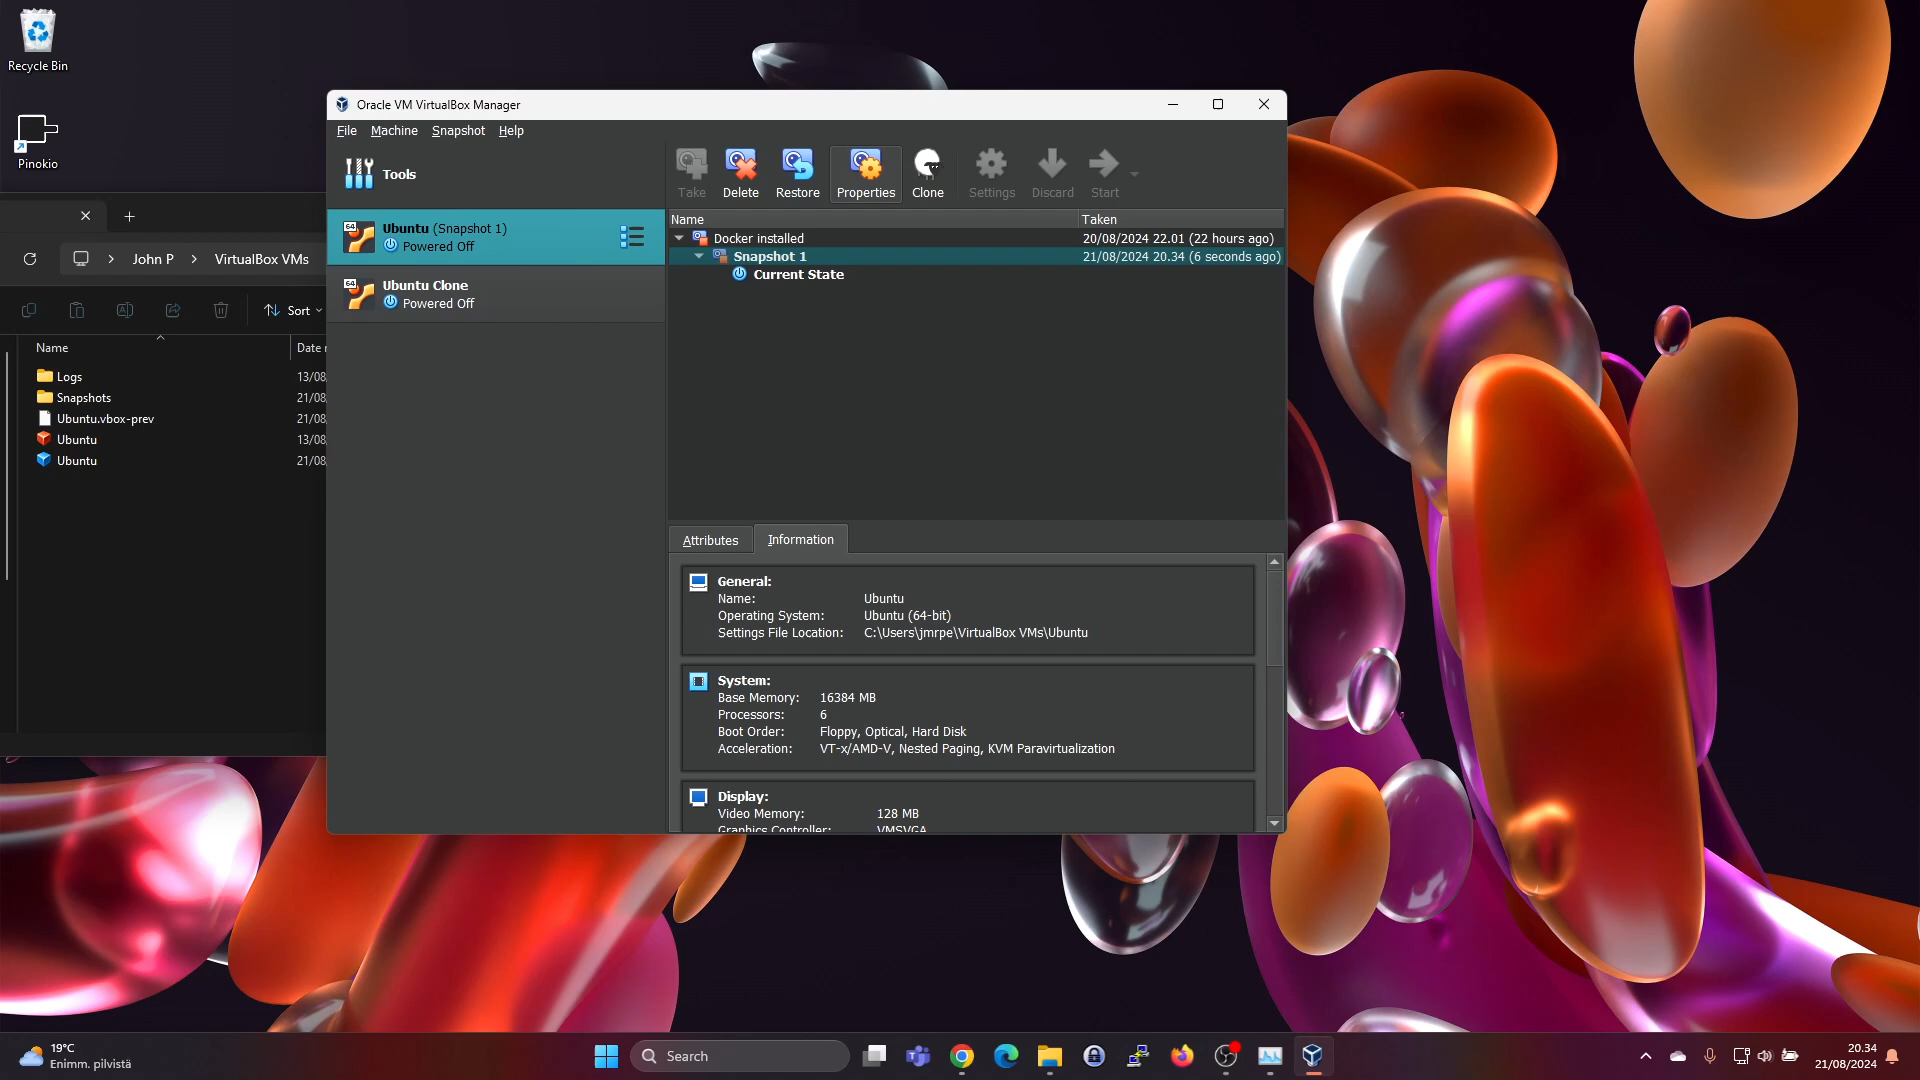 Recycle Bin
Pinokio
Oracle VM VirtualBox Manager
File Machine Snapshot Help
Tools
Take Delete Restore Properties Clone Settings Discard Start
64 Ubuntu (Snapshot 1)
Powered Off
64 Ubuntu Clone
Powered Off
Name Taken
Docker installed 20/08/2024 22.01 (22 hours ago)
Snapshot 1 21/08/2024 20.34 (6 seconds ago)
Current State
John P VirtualBox VMs
Sort
Name Date
Logs 13/08
Snapshots 21/08
Ubuntu.vbox-prev 21/08
Ubuntu 13/08
Ubuntu 21/08
Attributes Information
General:
Name: Ubuntu
Operating System: Ubuntu (64-bit)
Settings File Location: C:\Users\jmrpe\VirtualBox VMs\Ubuntu
System:
Base Memory: 16384 MB
Processors: 6
Boot Order: Floppy, Optical, Hard Disk
Acceleration: VT-x/AMD-V, Nested Paging, KVM Paravirtualization
Display:
Video Memory: 128 MB
Graphics Controller: VMSVGA
19°C
Enimm. pilvistä
Search
20.34
21/08/2024